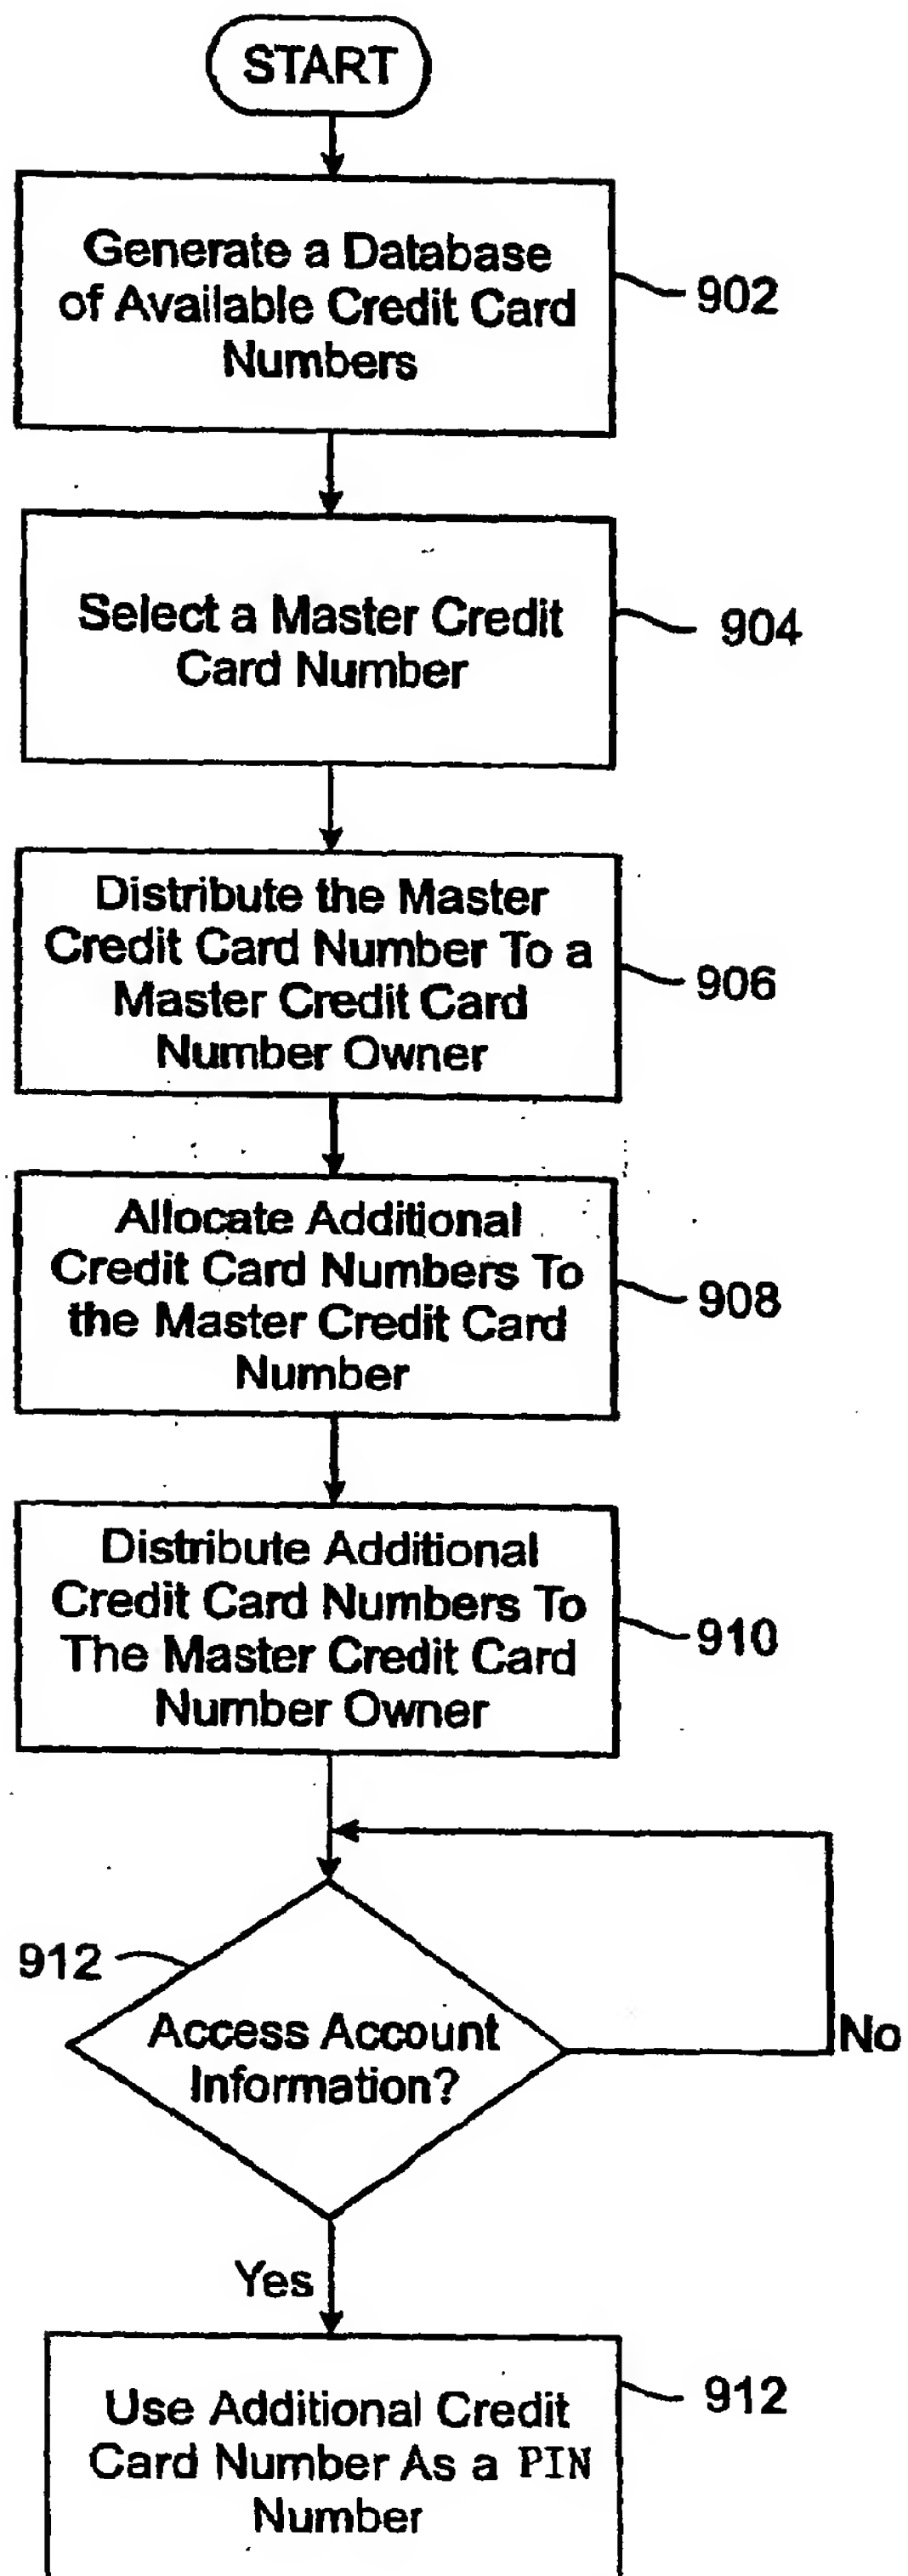 START
Generate a Database
of Available Credit Card
Numbers
902
Select a Master Credit
Card Number
904
Distribute the Master
Credit Card Number To a
Master Credit Card
Number Owner
906
Allocate Additional
Credit Card Numbers To
the Master Credit Card
Number
908
Distribute Additional
Credit Card Numbers To
The Master Credit Card
Number Owner
910
912
Access Account
Information?
No
Yes
Use Additional Credit
Card Number As a PIN
Number
912